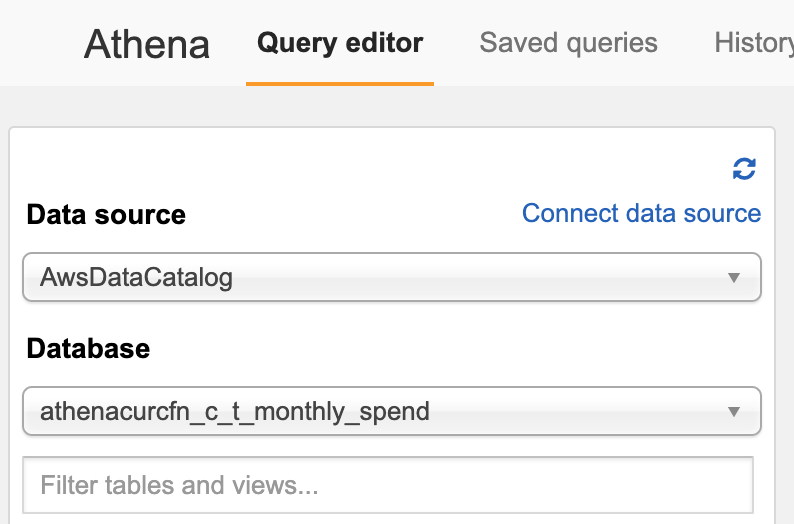 Athena Query editor Saved queries History
Data source Connect data source
AwsDataCatalog
Database
athenacurcfn_c_t_monthly_spend
Filter tables and views...